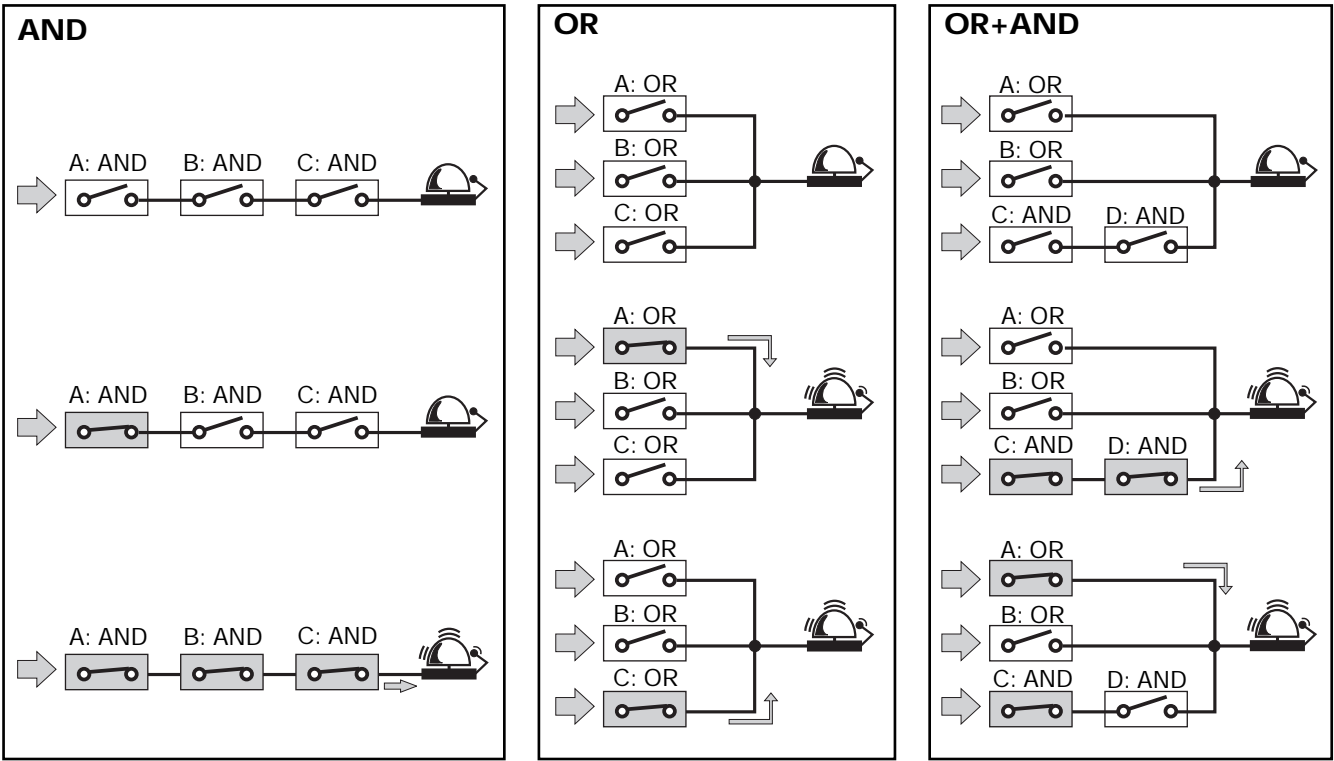 AND
A: AND B: AND C: AND
A: AND B: AND C: AND
A: AND B: AND C: AND
OR
A: OR
B: OR
C: OR
A: OR
B: OR
C: OR
A: OR
B: OR
C: OR
OR+AND
A: OR
B: OR
C: AND D: AND
A: OR
B: OR
C: AND D: AND
A: OR
B: OR
C: AND D: AND